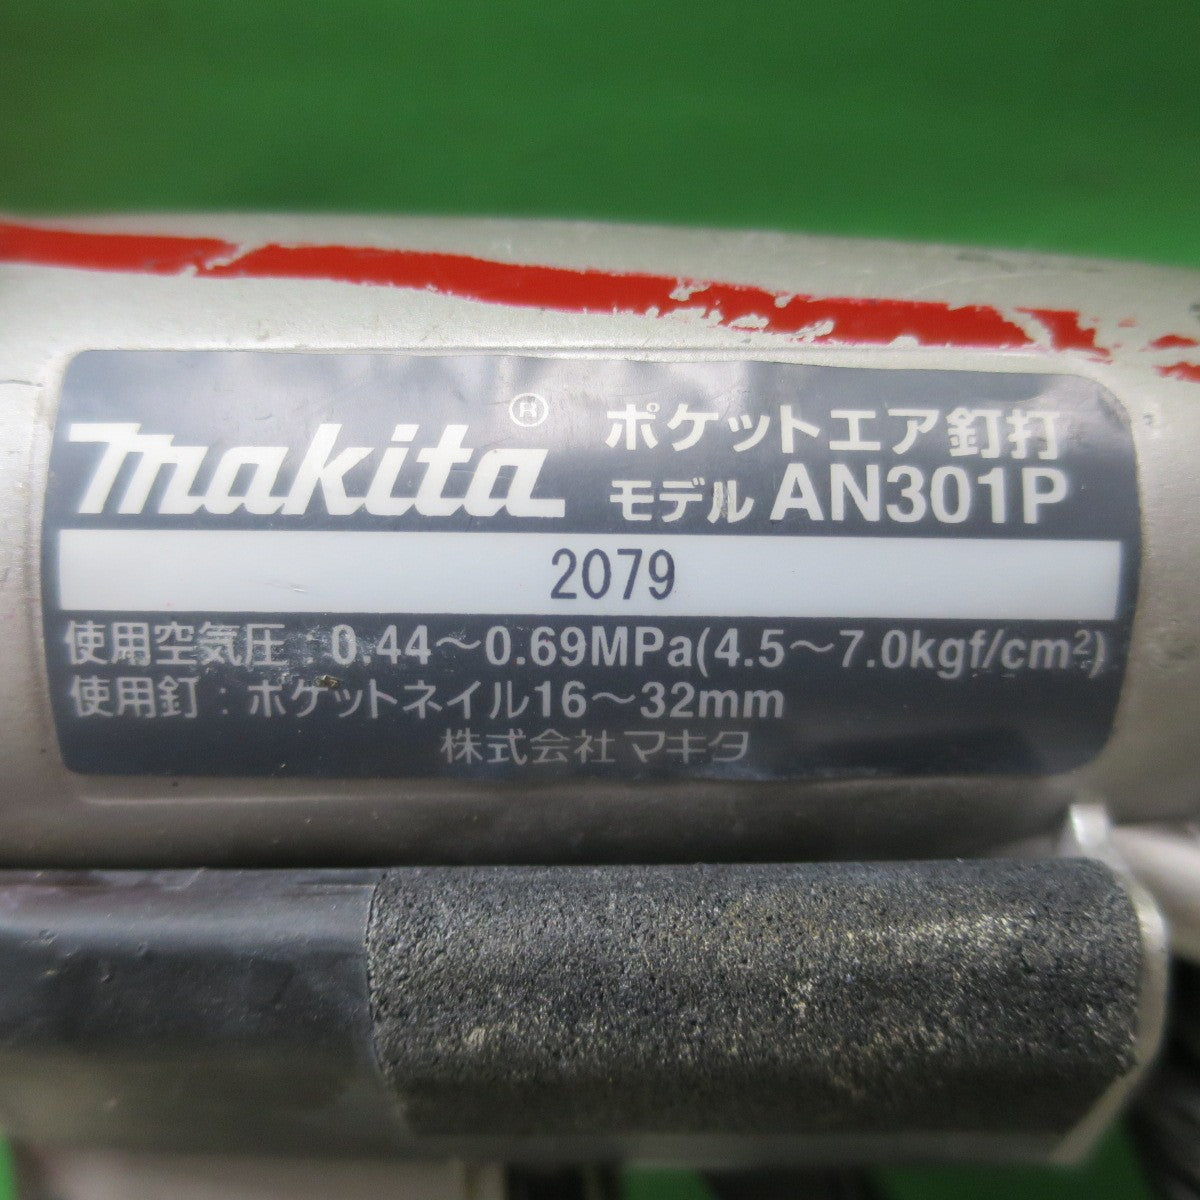 makita® ポケットエア釘打
モデル AN301P
2079
使用空気圧：0.44～0.69MPa(4.5～7.0kgf/cm²)
使用釘：ポケットネイル16～32mm
株式会社マキタ